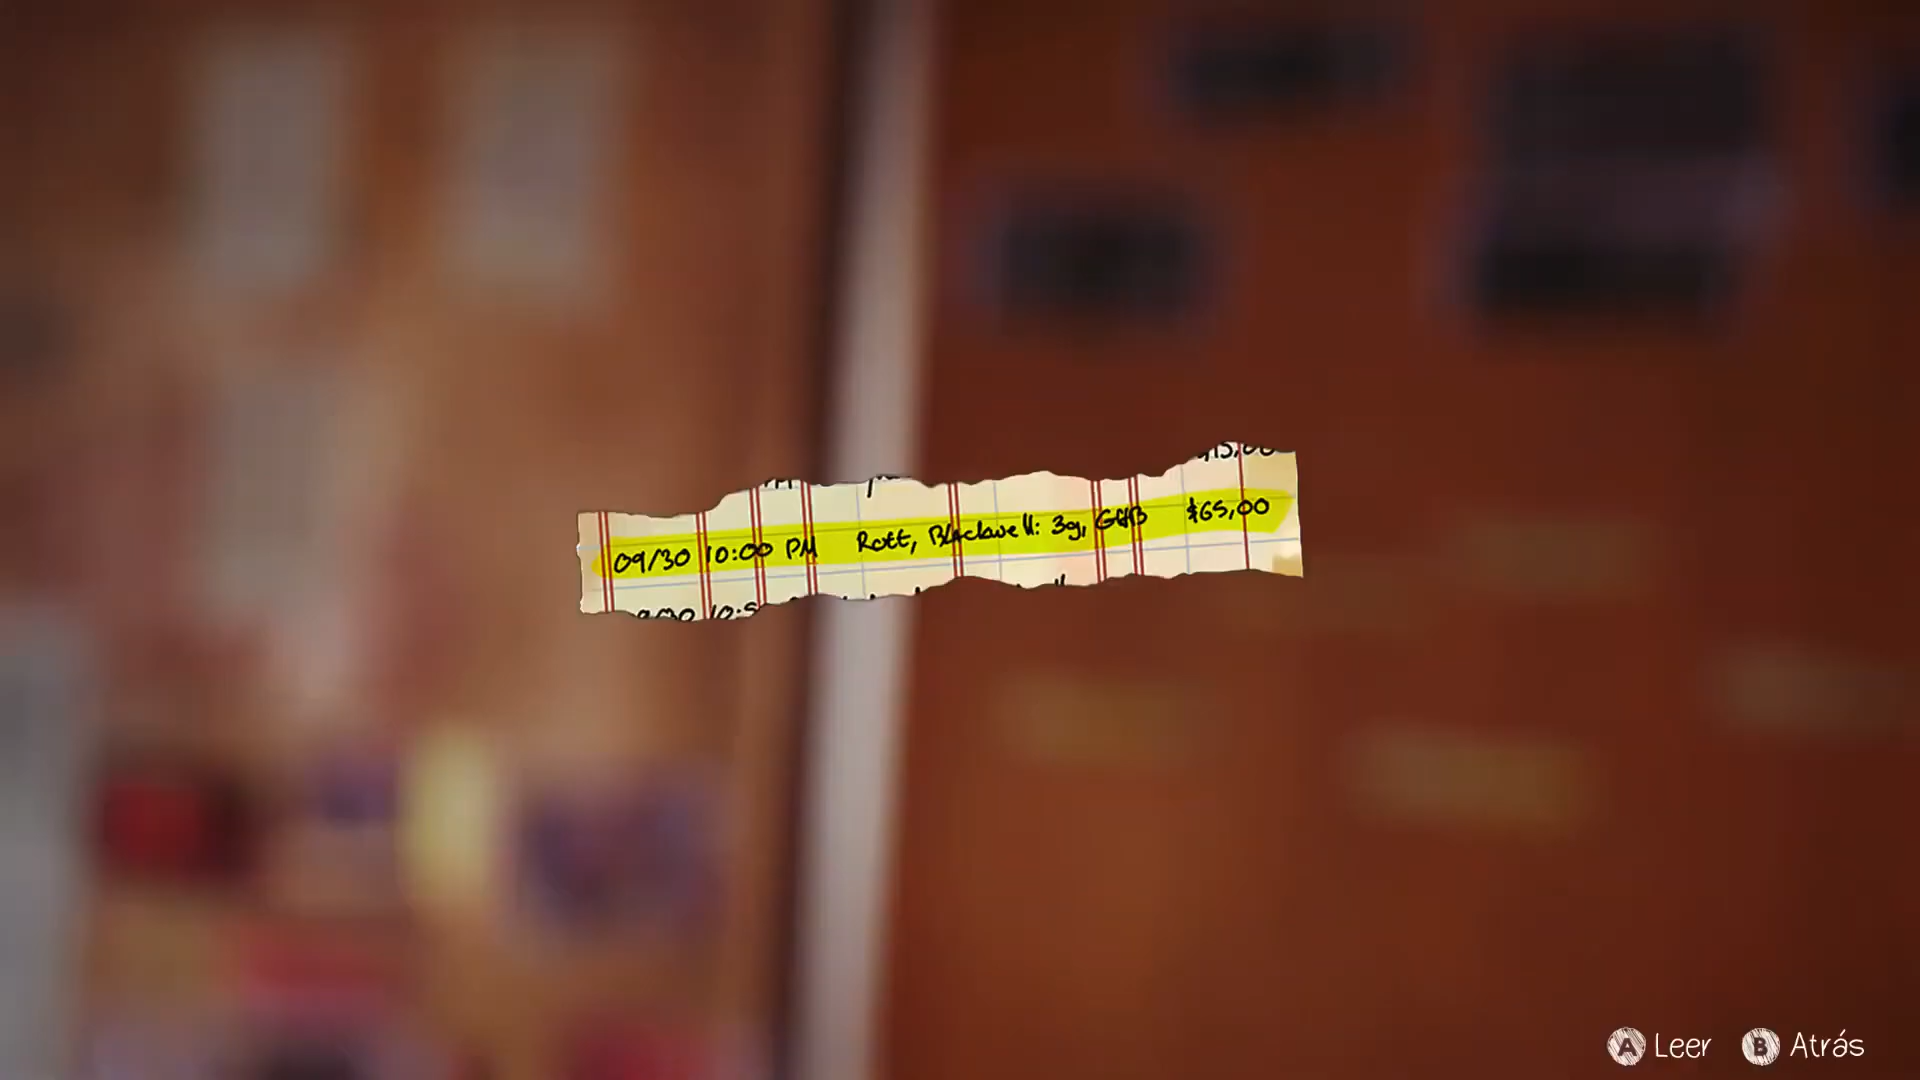 09/30 10:00 PM Rott, Blackwell: 3g, GHB $65,00
A Leer B Atrás